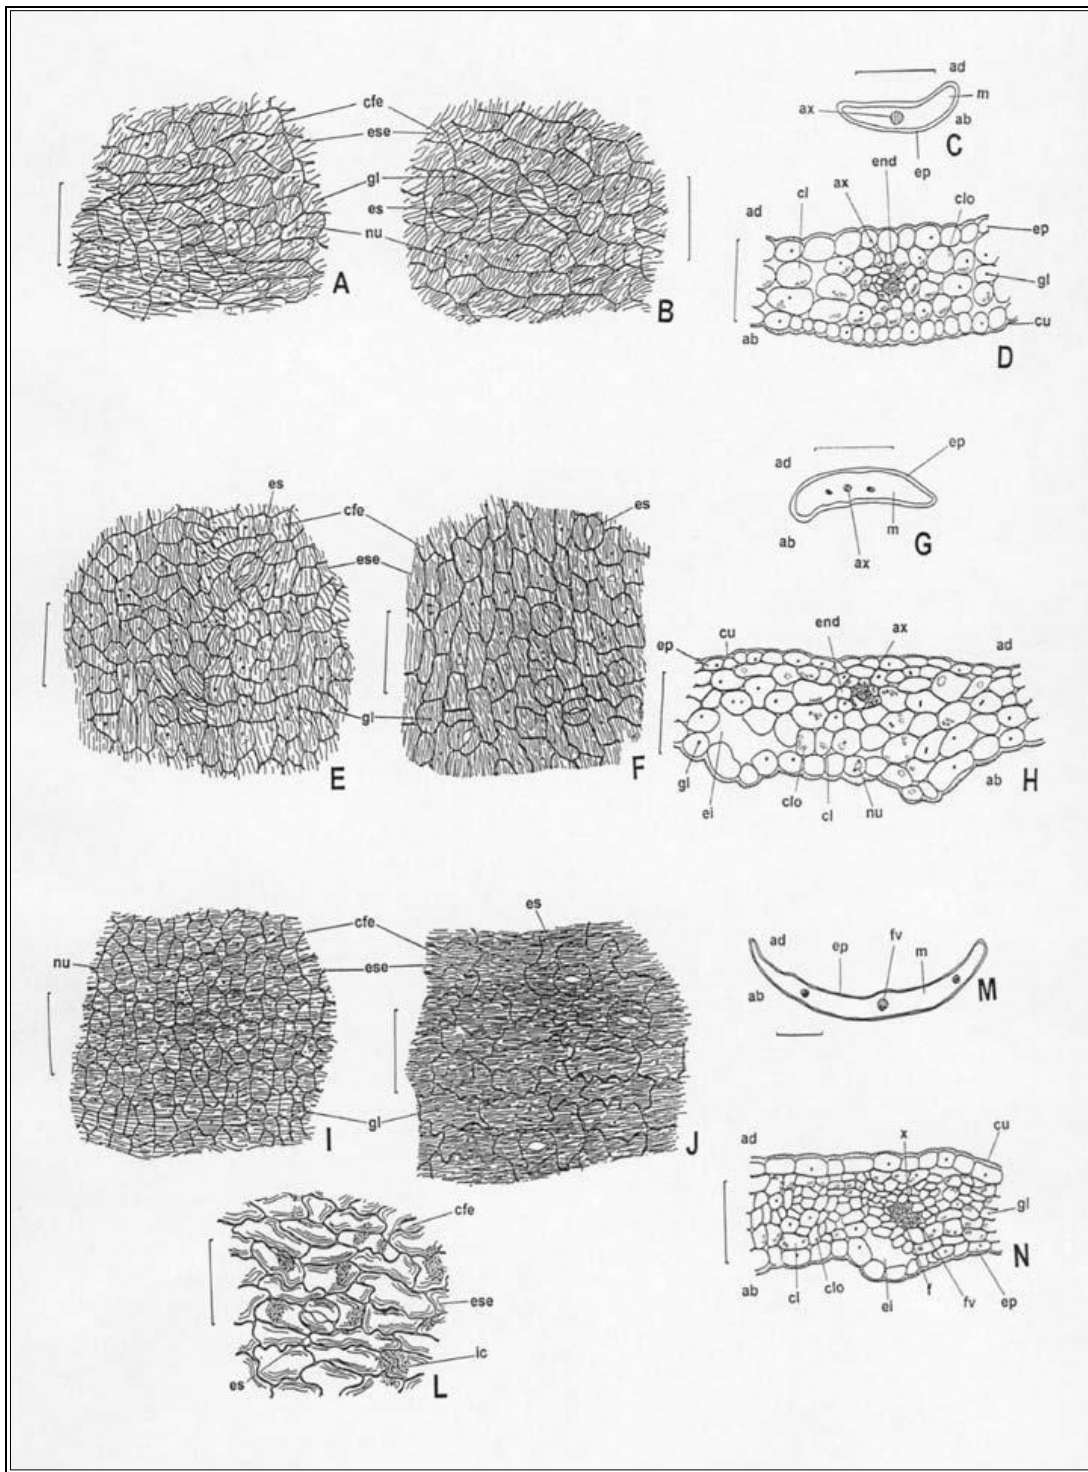 cfe
ese
gl
es
nu
A
B
ad
m
ax
ab
ep
C
end
ax
cl
clo
ad
ep
gl
cu
ab
D
es
cfe
ese
gl
E
es
F
ep
ad
m
ab
ax
G
end
ax
cu
ep
ad
ab
gl
ei
clo
cl
nu
H
cfe
nu
ese
gl
I
es
J
fv
ad
ep
m
ab
M
x
cu
ad
gl
ab
cl
clo
ei
f
fv
ep
N
cfe
ese
ic
es
L